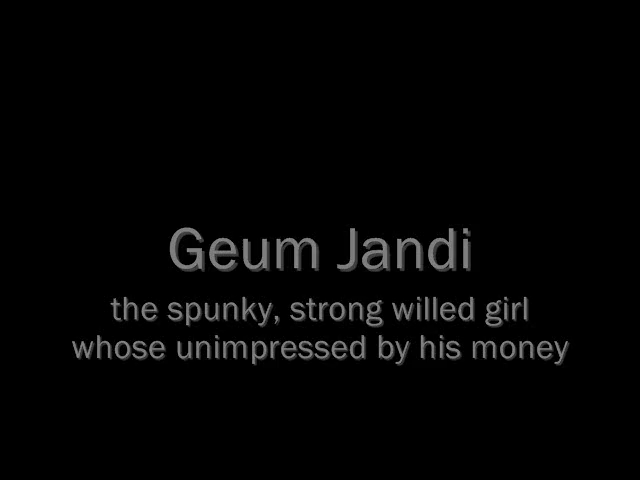 Geum Jandi
the spunky, strong willed girl
whose unimpressed by his money